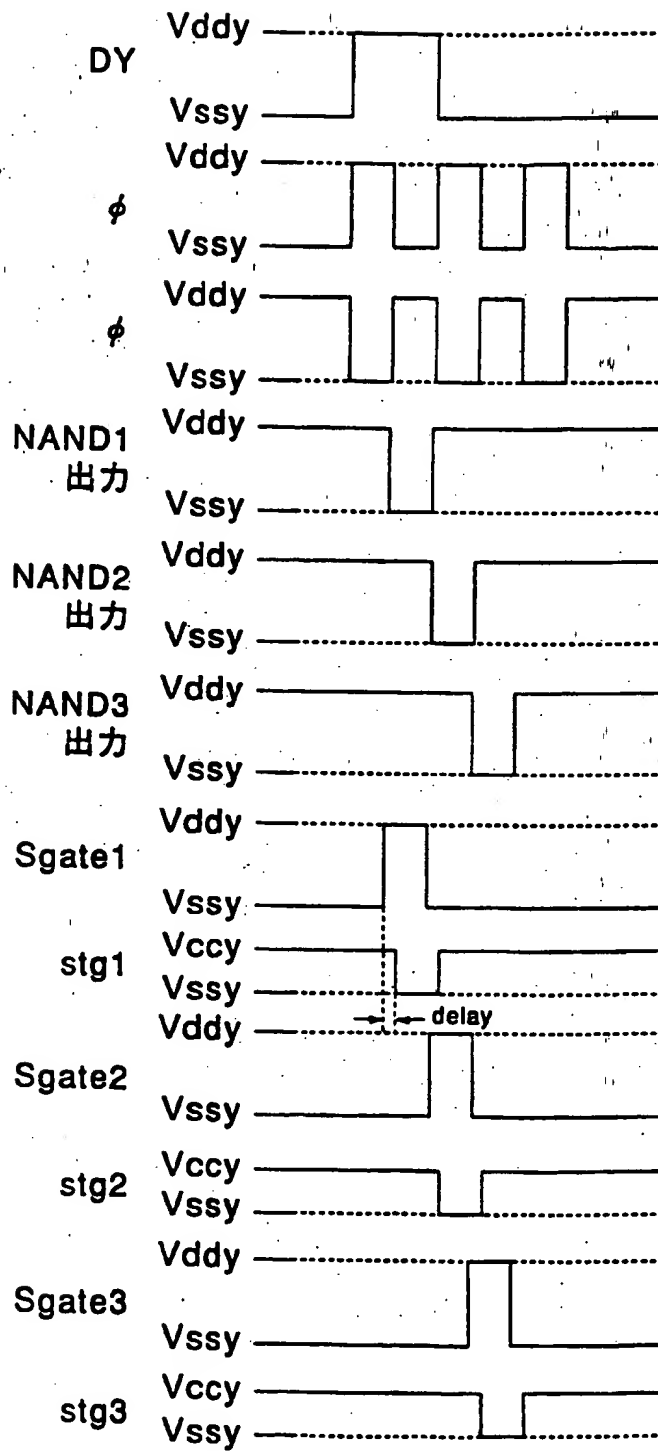 Vddy
DY
Vssy
Vddy
ϕ
Vssy
Vddy
ϕ
Vssy
Vddy
NAND1
出力
Vssy
Vddy
NAND2
出力
Vssy
Vddy
NAND3
出力
Vssy
Vddy
Sgate1
Vssy
Vccy
stg1
Vssy
delay
Vddy
Sgate2
Vssy
Vccy
stg2
Vssy
Vddy
Sgate3
Vssy
Vccy
stg3
Vssy